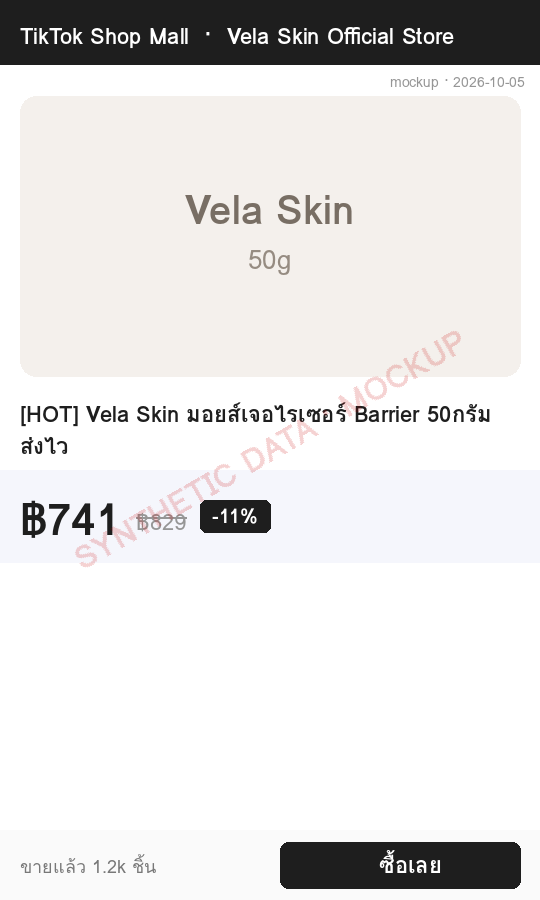 TikTok Shop Mall · Vela Skin Official Store
mockup · 2026-10-05
Vela Skin
50g
[HOT] Vela Skin มอยส์เจอไรเซอร์ Barrier 50กรัม
ส่งไว
฿741 ฿829 -11%
SYNTHETIC DATA · MOCKUP
ขายแล้ว 1.2k ชิ้น
ซื้อเลย